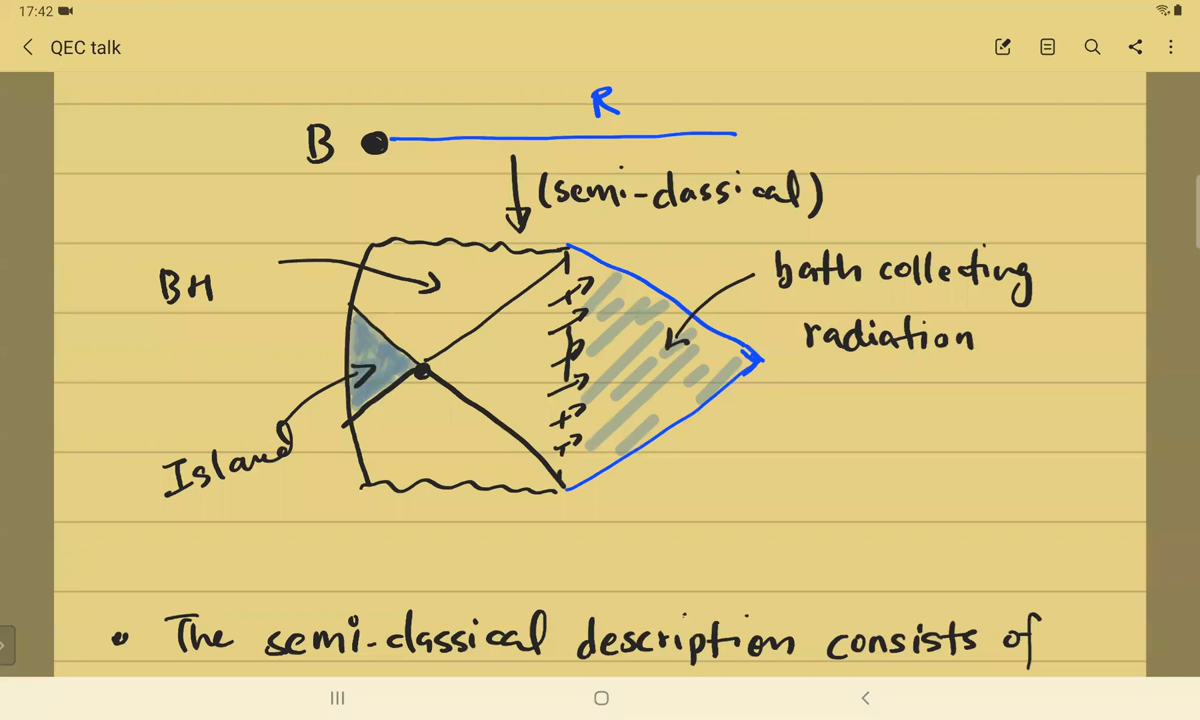 17:42
QEC talk
R
B
(semi-classical)
BH
bath collecting
radiation
Island
• The semi-classical description consists of